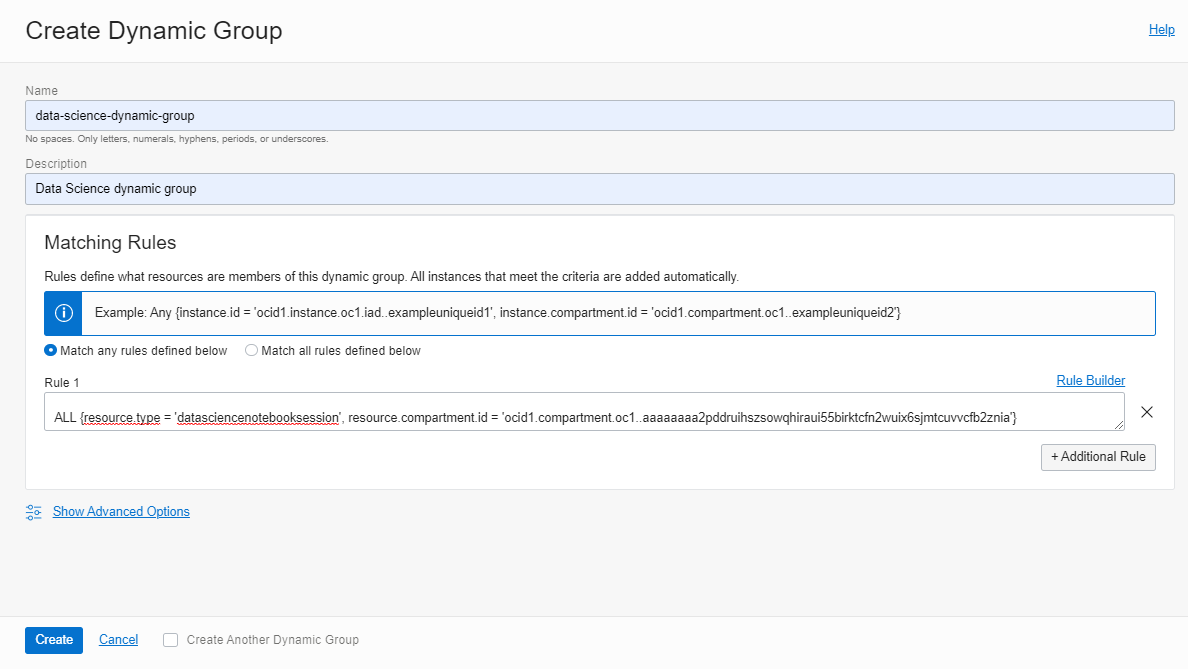 Create Dynamic Group
Help
Name
data-science-dynamic-group
No spaces. Only letters, numerals, hyphens, periods, or underscores.
Description
Data Science dynamic group
Matching Rules
Rules define what resources are members of this dynamic group. All instances that meet the criteria are added automatically.
Example: Any {instance.id = 'ocid1.instance.oc1.iad..exampleuniqueid1', instance.compartment.id = 'ocid1.compartment.oc1..exampleuniqueid2'}
Match any rules defined below Match all rules defined below
Rule 1
Rule Builder
ALL {resource.type = 'datasciencenotebooksession', resource.compartment.id = 'ocid1.compartment.oc1..aaaaaaaa2pddruihszsowqhiraui55birktcfn2wuix6sjmtcuvvcfb2znia'}
+ Additional Rule
Show Advanced Options
Create Cancel Create Another Dynamic Group